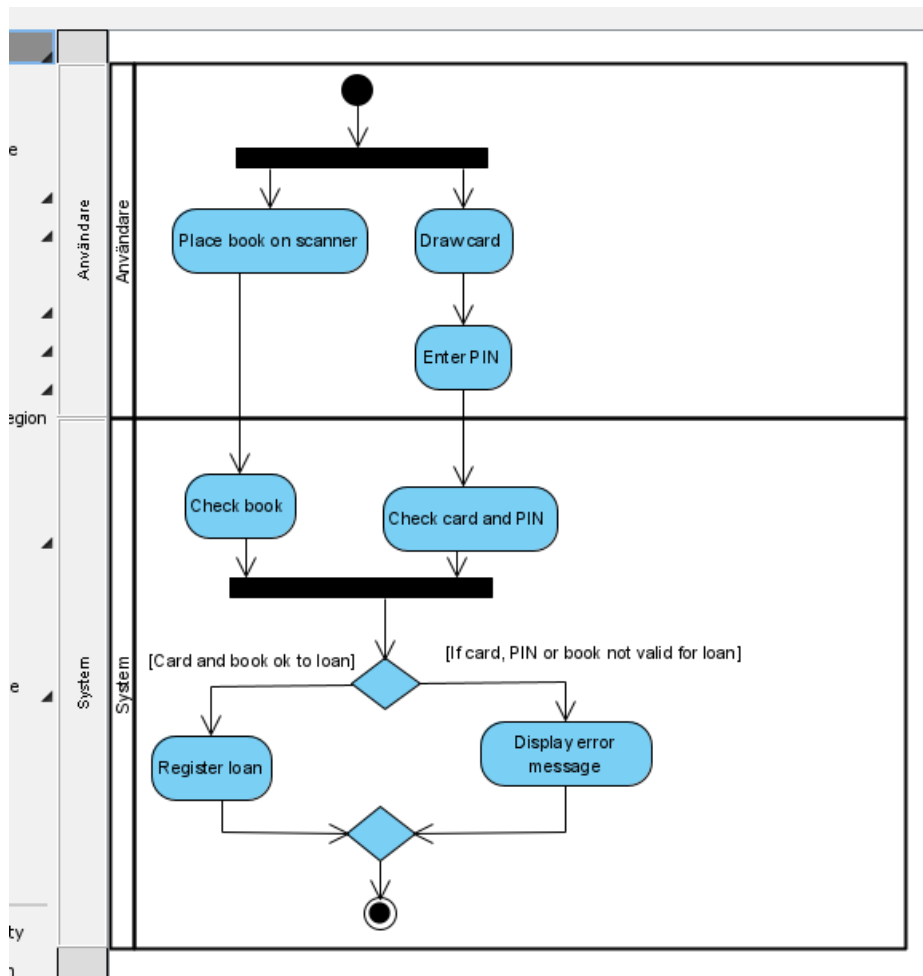 e
Användare
Användare
Place book on scanner
Draw card
Enter PIN
egion
System
System
Check book
Check card and PIN
[Card and book ok to loan]
[If card, PIN or book not valid for loan]
e
Register loan
Display error
message
ty